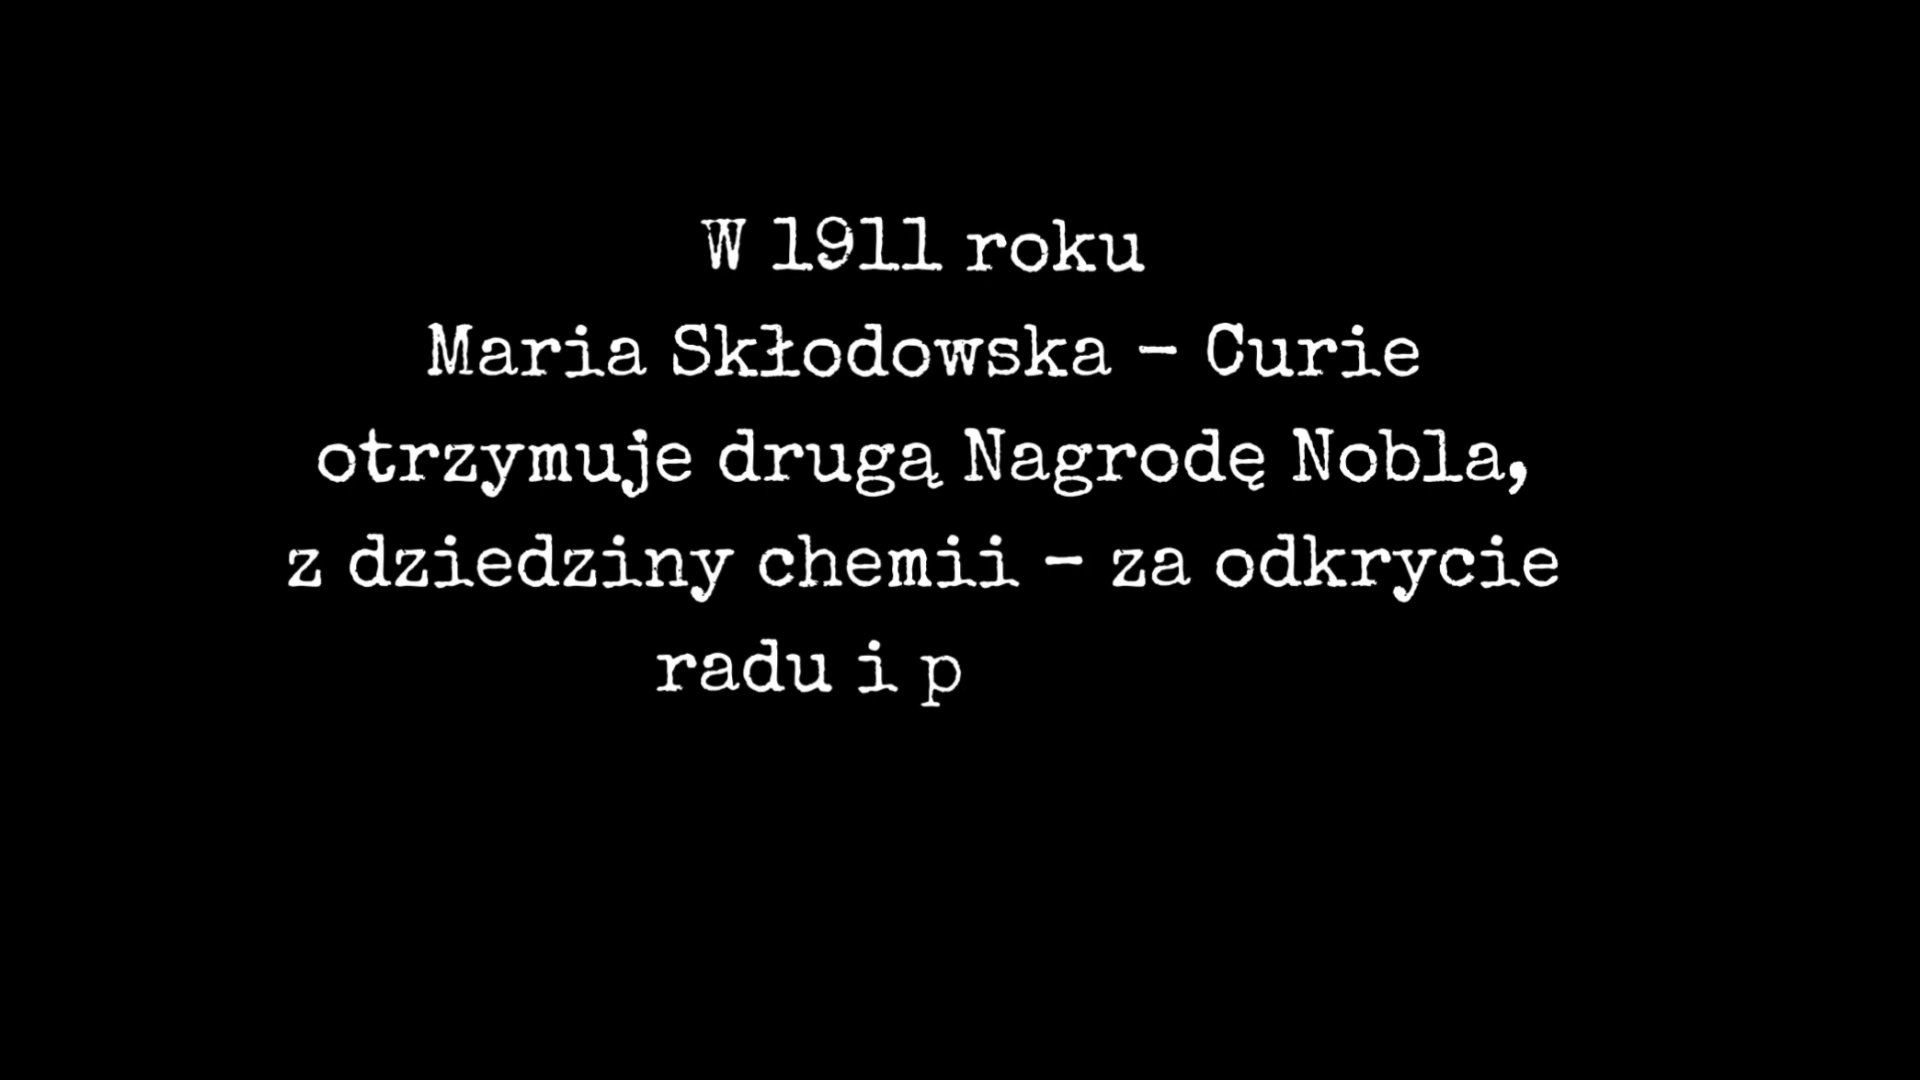 W 1911 roku
Maria Skłodowska - Curie
otrzymuje drugą Nagrodę Nobla,
z dziedziny chemii - za odkrycie
radu i p